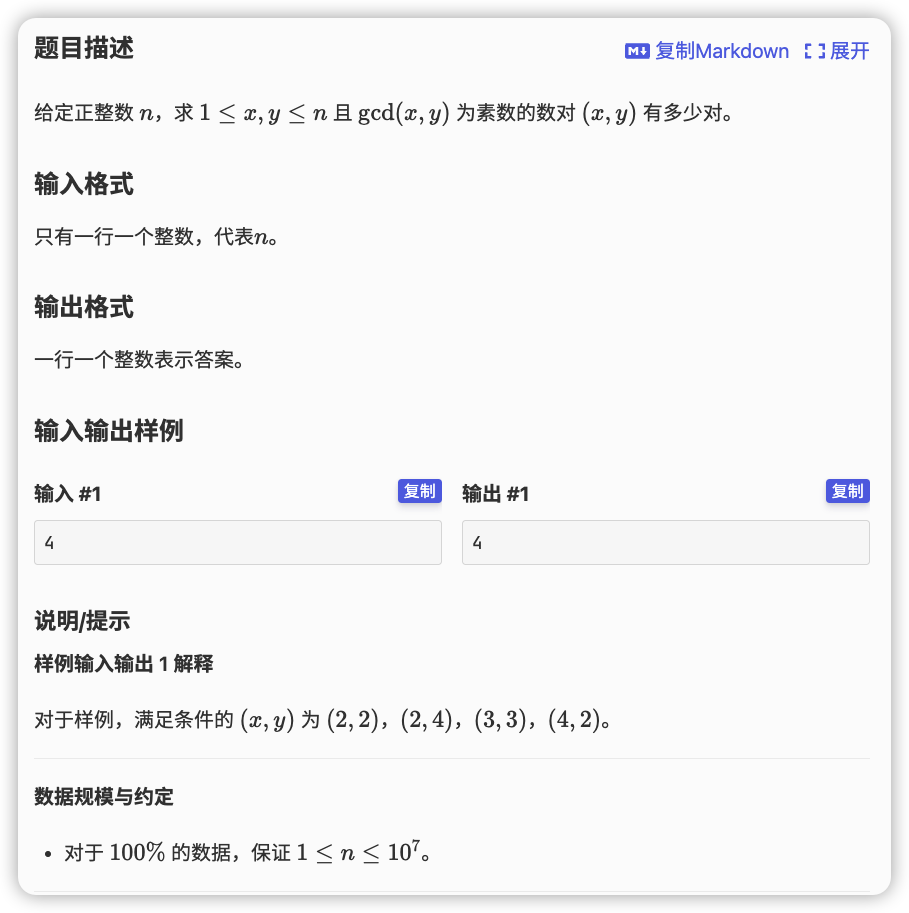 题目描述
M↓ 复制Markdown 展开
给定正整数 n，求 1 ≤ x, y ≤ n 且 gcd(x, y) 为素数的数对 (x, y) 有多少对。
输入格式
只有一行一个整数，代表n。
输出格式
一行一个整数表示答案。
输入输出样例
输入 #1 复制 输出 #1 复制
4 4
说明/提示
样例输入输出 1 解释
对于样例，满足条件的 (x, y) 为 (2, 2)，(2, 4)，(3, 3)，(4, 2)。
数据规模与约定
• 对于 100% 的数据，保证 1 ≤ n ≤ 10⁷。